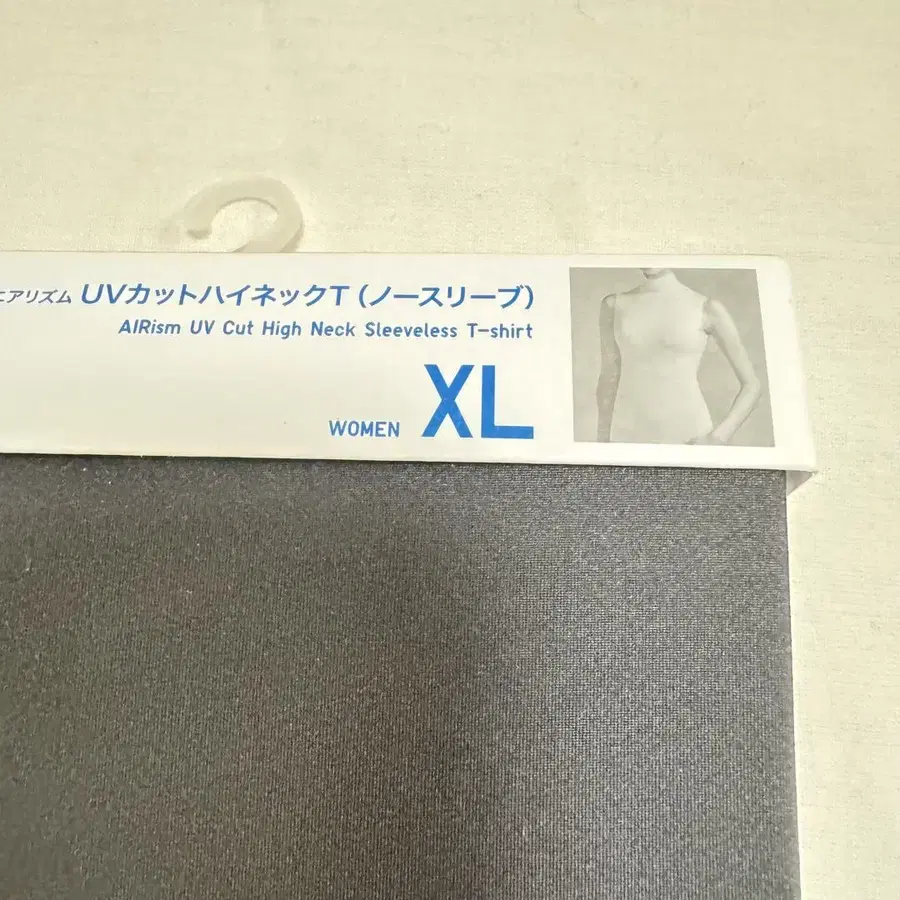 エアリズム UVカットハイネックT(ノースリーブ)
AIRism UV Cut High Neck Sleeveless T-shirt
WOMEN XL